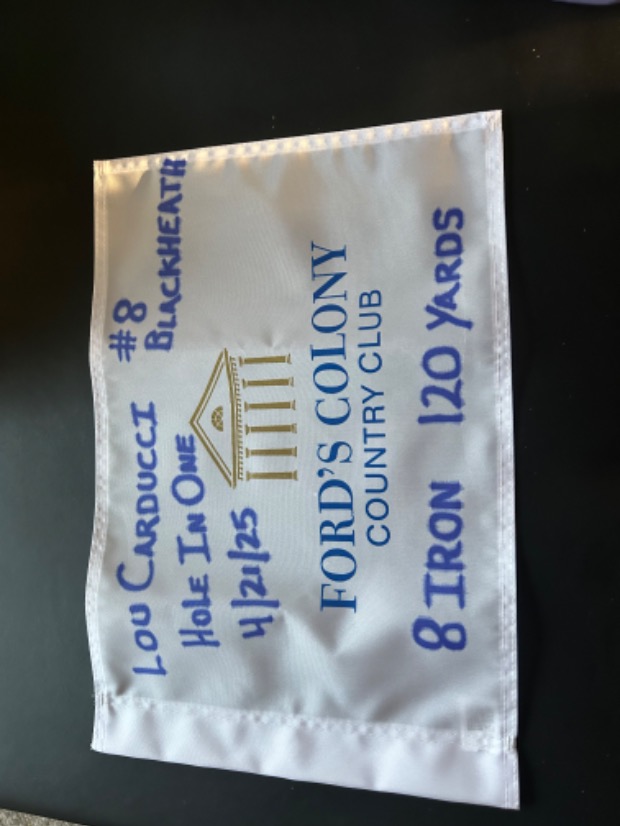 LOU CARDUCCI #8
HOLE IN ONE BLACKHEATH
4/21/25
FORD'S COLONY
COUNTRY CLUB
8 IRON 120 YARDS